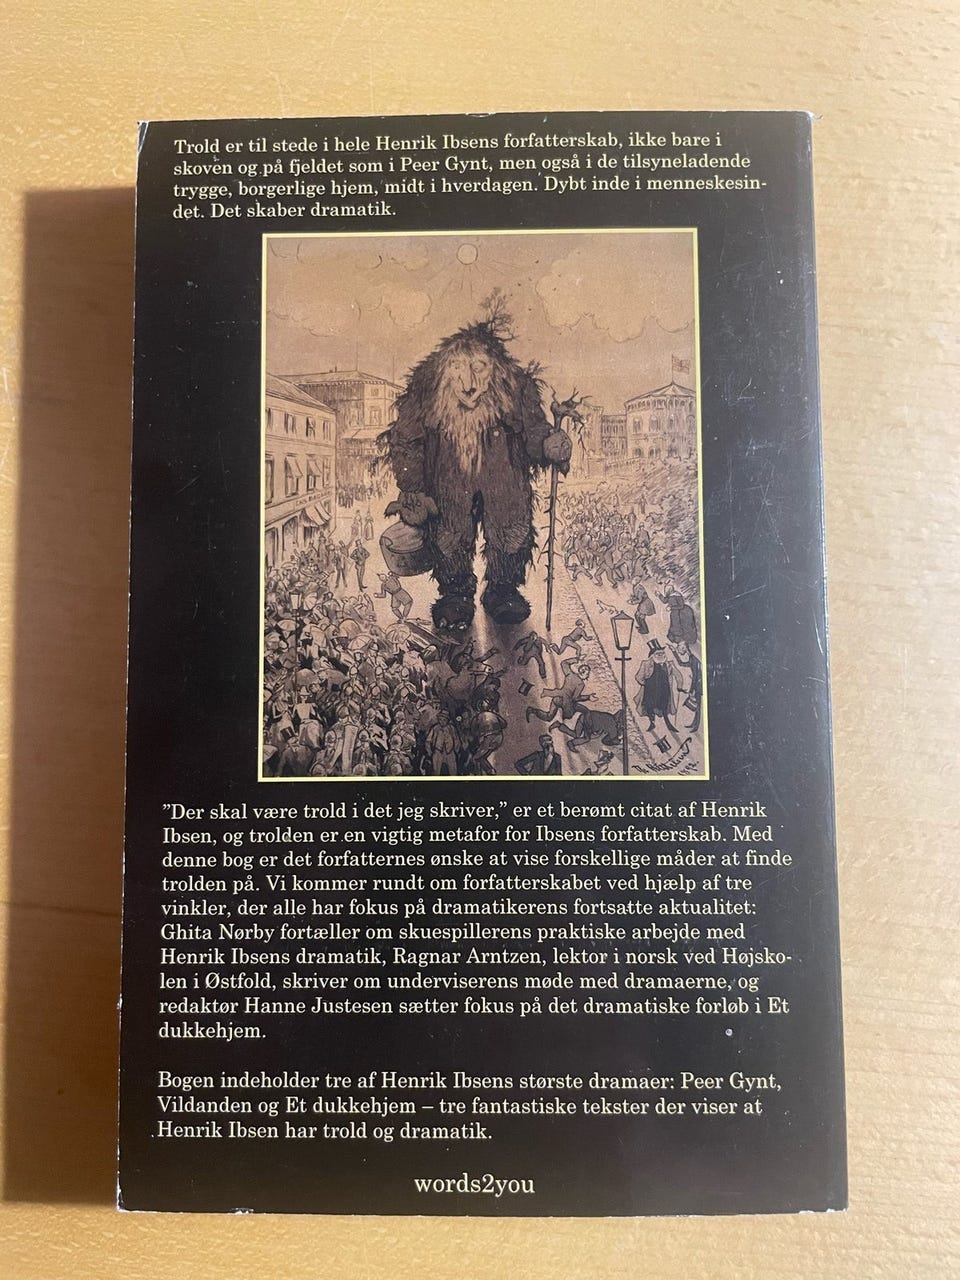 Trold er til stede i hele Henrik Ibsens forfatterskab, ikke bare i
skoven og på fjeldet som i Peer Gynt, men også i de tilsyneladende
trygge, borgerlige hjem, midt i hverdagen. Dybt inde i menneskesin-
det. Det skaber dramatik.
"Der skal være trold i det jeg skriver," er et berømt citat af Henrik
Ibsen, og trolden er en vigtig metafor for Ibsens forfatterskab. Med
denne bog er det forfatternes ønske at vise forskellige måder at finde
trolden på. Vi kommer rundt om forfatterskabet ved hjælp af tre
vinkler, der alle har fokus på dramatikerens fortsatte aktualitet:
Ghita Nørby fortæller om skuespillerens praktiske arbejde med
Henrik Ibsens dramatik, Ragnar Arntzen, lektor i norsk ved Højsko-
len i Østfold, skriver om underviserens møde med dramaerne, og
redaktør Hanne Justesen sætter fokus på det dramatiske forløb i Et
dukkehjem.
Bogen indeholder tre af Henrik Ibsens største dramaer: Peer Gynt,
Vildanden og Et dukkehjem – tre fantastiske tekster der viser at
Henrik Ibsen har trold og dramatik.
words2you